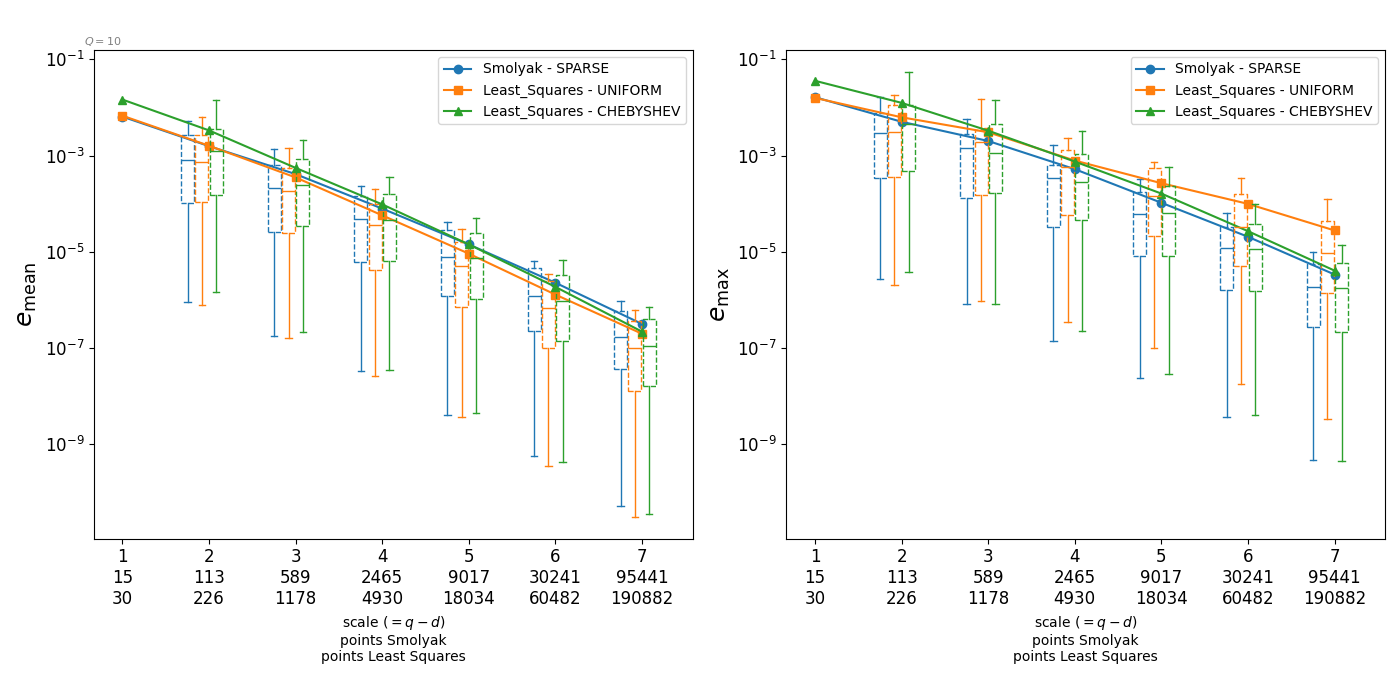 Q = 10
10^{-1}
10^{-3}
10^{-5}
10^{-7}
10^{-9}
e_{mean}
Smolyak - SPARSE
Least_Squares - UNIFORM
Least_Squares - CHEBYSHEV
1 2 3 4 5 6 7
15 113 589 2465 9017 30241 95441
30 226 1178 4930 18034 60482 190882
scale (= q − d)
points Smolyak
points Least Squares
10^{-1}
10^{-3}
10^{-5}
10^{-7}
10^{-9}
e_{max}
Smolyak - SPARSE
Least_Squares - UNIFORM
Least_Squares - CHEBYSHEV
1 2 3 4 5 6 7
15 113 589 2465 9017 30241 95441
30 226 1178 4930 18034 60482 190882
scale (= q − d)
points Smolyak
points Least Squares